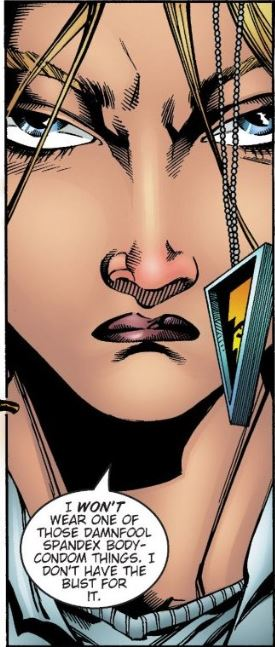 I WON'T
WEAR ONE OF
THOSE DAMNFOOL
SPANDEX BODY-
CONDOM THINGS. I
DON'T HAVE THE
BUST FOR
IT.